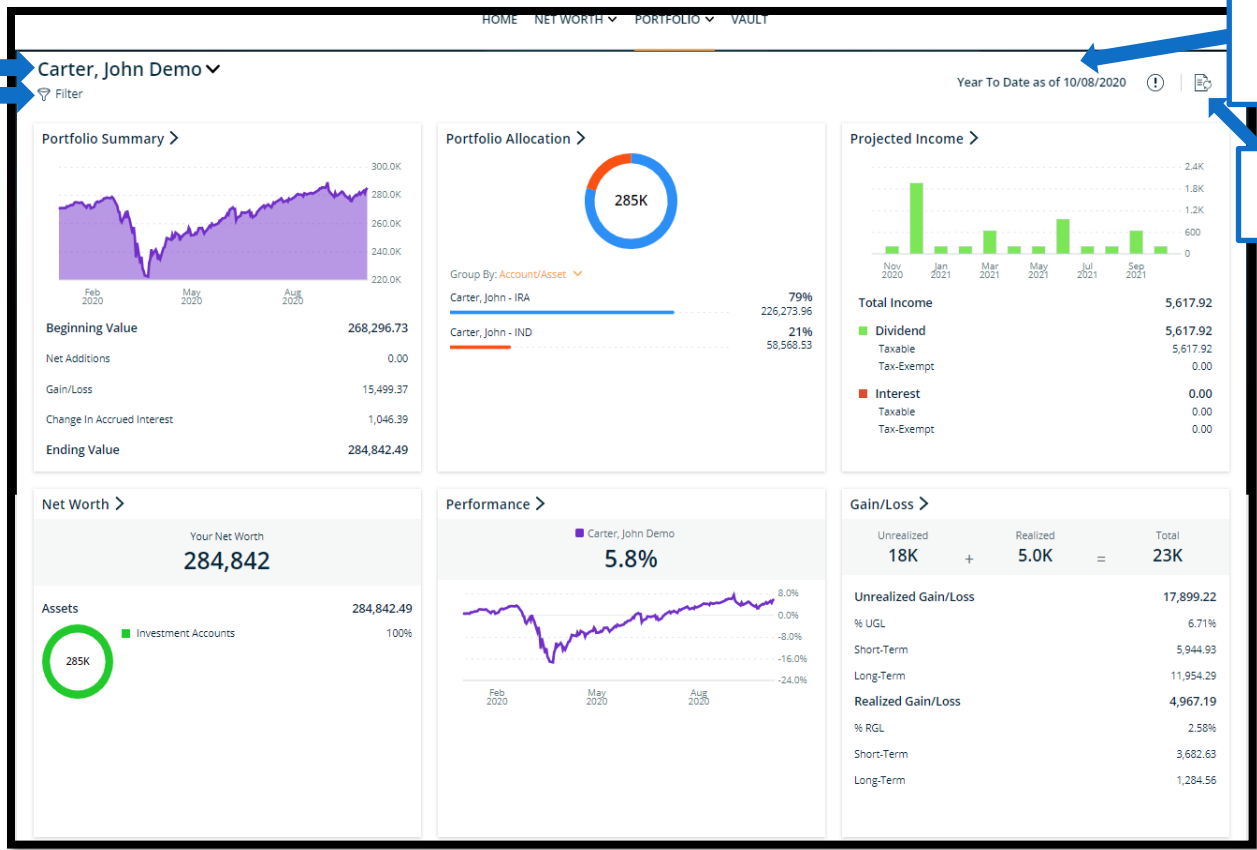 HOME NET WORTH PORTFOLIO VAULT
Carter, John Demo
Filter
Year To Date as of 10/08/2020
Portfolio Summary
300.0K
280.0K
260.0K
240.0K
220.0K
Feb 2020
May 2020
Aug 2020
Beginning Value 268,296.73
Net Additions 0.00
Gain/Loss 15,499.37
Change In Accrued Interest 1,046.39
Ending Value 284,842.49
Portfolio Allocation
285K
Group By: Account/Asset
Carter, John - IRA 79%
226,273.96
Carter, John - IND 21%
58,568.53
Projected Income
2.4K
1.8K
1.2K
600
0
Nov 2020
Jan 2021
Mar 2021
May 2021
Jul 2021
Sep 2021
Total Income 5,617.92
Dividend 5,617.92
Taxable 5,617.92
Tax-Exempt 0.00
Interest 0.00
Taxable 0.00
Tax-Exempt 0.00
Net Worth
Your Net Worth
284,842
Assets 284,842.49
Investment Accounts 100%
285K
Performance
Carter, John Demo
5.8%
8.0%
0.0%
-8.0%
-16.0%
-24.0%
Feb 2020
May 2020
Aug 2020
Gain/Loss
Unrealized Realized Total
18K + 5.0K = 23K
Unrealized Gain/Loss 17,899.22
% UGL 6.71%
Short-Term 5,944.93
Long-Term 11,954.29
Realized Gain/Loss 4,967.19
% RGL 2.58%
Short-Term 3,682.63
Long-Term 1,284.56